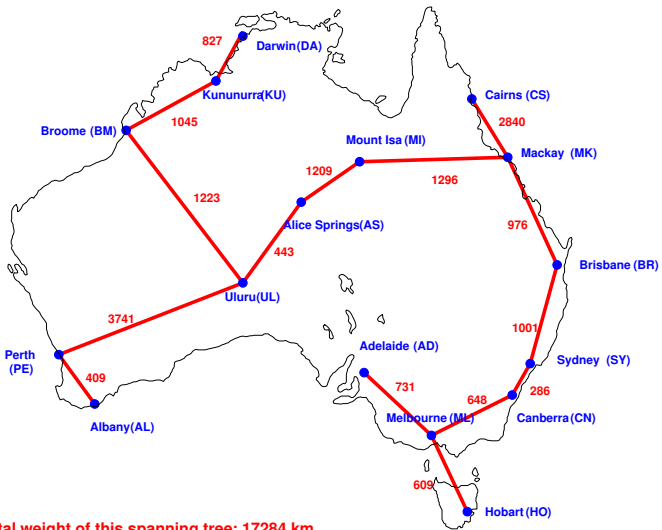 827
Darwin(DA)
Kununurra(KU)
Cairns (CS)
1045
2840
Broome (BM)
Mount Isa (MI)
Mackay (MK)
1209
1296
1223
Alice Springs(AS)
976
443
Brisbane (BR)
Uluru(UL)
3741
1001
Adelaide (AD)
Perth
(PE)
Sydney (SY)
731
409
648
286
Melbourne (ML)
Canberra(CN)
Albany(AL)
609
Hobart(HO)
tal weight of this spanning tree: 17284 km